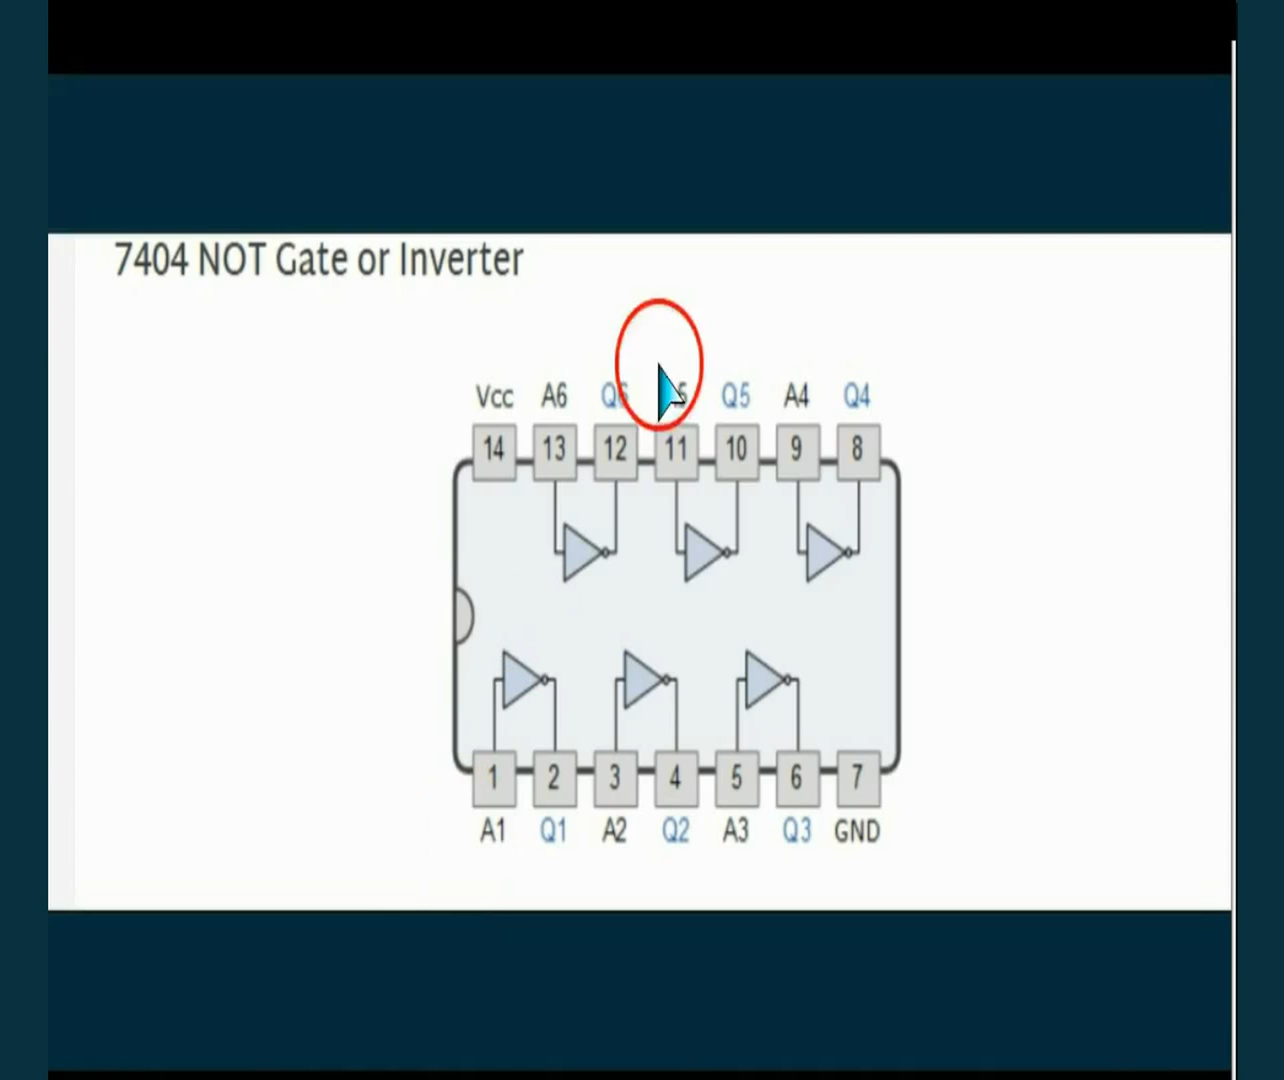 7404 NOT Gate or Inverter
Vcc A6 Q6 Q5 A4 Q4
14 13 12 11 10 9 8
1 2 3 4 5 6 7
A1 Q1 A2 Q2 A3 Q3 GND